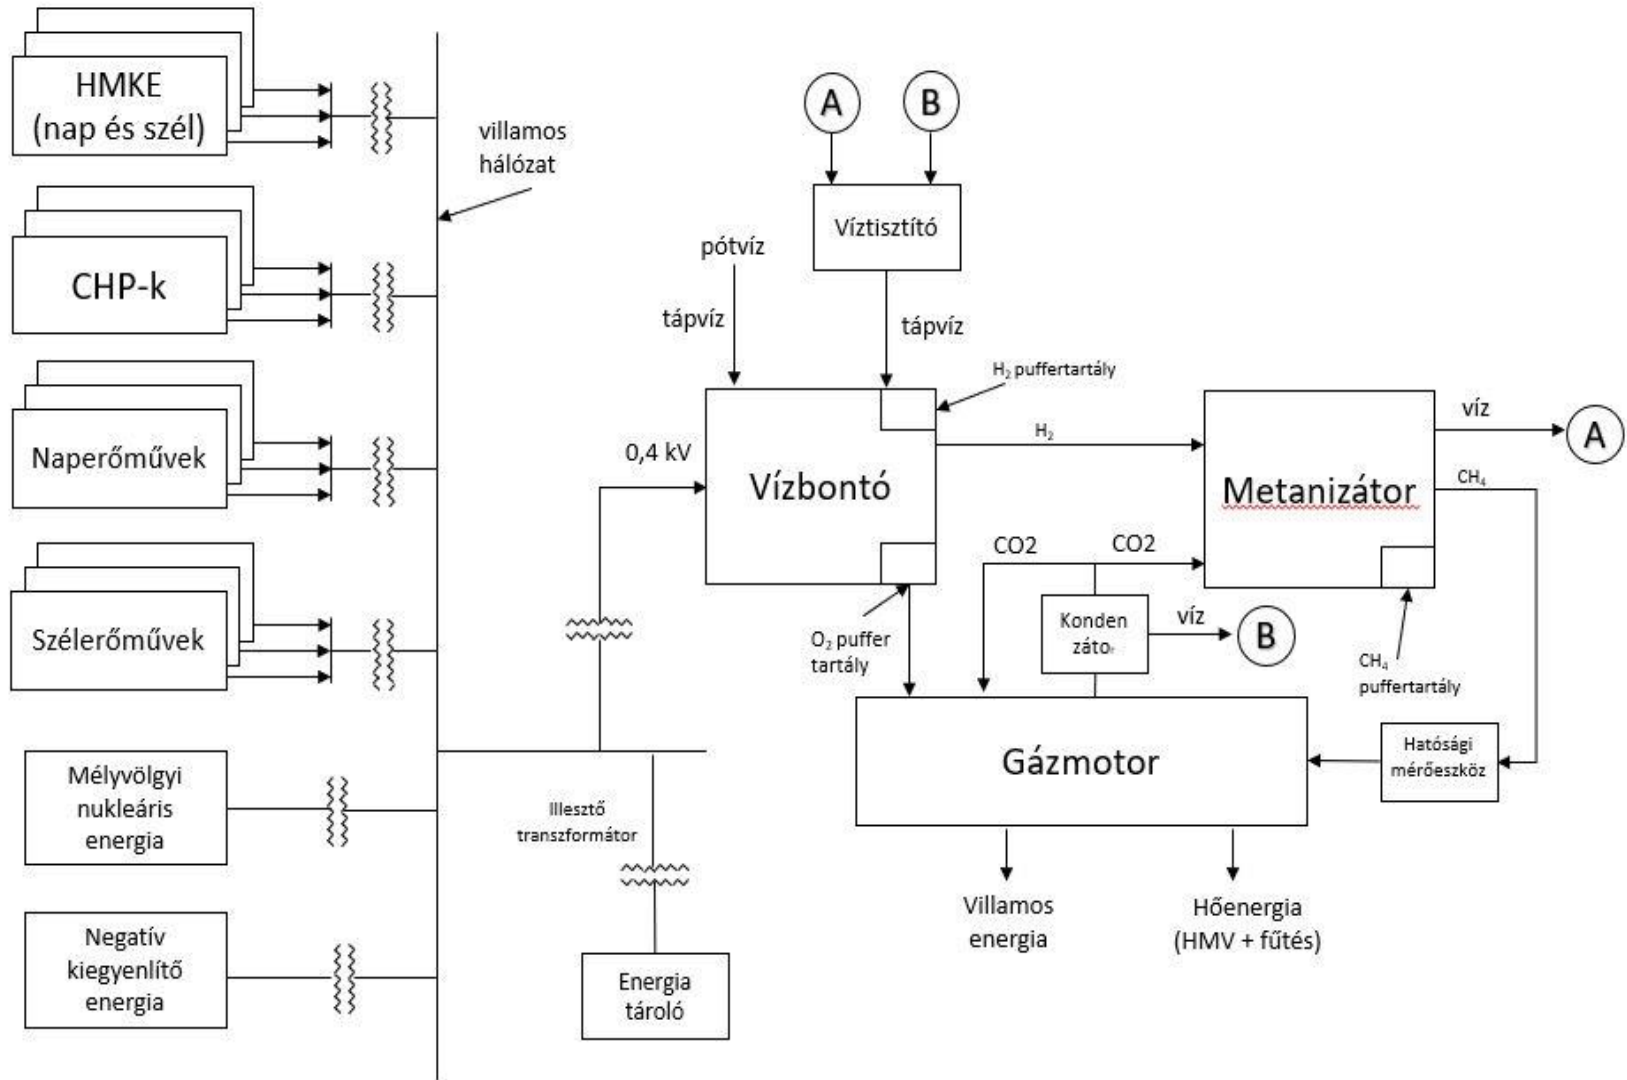 HMKE
(nap és szél)
villamos
hálózat
CHP-k
Naperőművek
Szélerőművek
Mélyvölgyi
nukleáris
energia
Negatív
kiegyenlítő
energia
Illesztő
transzformátor
Energia
tároló
0,4 kV
A
B
Víztisztító
pótvíz
tápvíz
tápvíz
H₂ puffertartály
Vízbontó
H₂
O₂ puffer
tartály
CO2
CO2
Konden
zátor
víz
B
Metanizátor
víz
A
CH₄
CH₄
puffertartály
Hatósági
mérőeszköz
Gázmotor
Villamos
energia
Hőenergia
(HMV + fűtés)